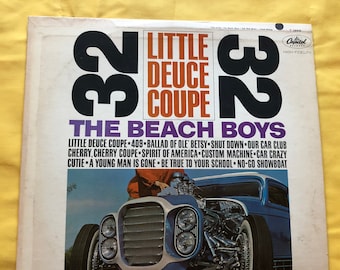 32
LITTLE
DEUCE
COUPE
32
Capitol
THE BEACH BOYS
LITTLE DEUCE COUPE • 409 • BALLAD OF OLE' BETSY • SHUT DOWN • OUR CAR CLUB
CHERRY, CHERRY COUPE • SPIRIT OF AMERICA • CUSTOM MACHINE • CAR CRAZY
CUTIE • A YOUNG MAN IS GONE • BE TRUE TO YOUR SCHOOL • NO-GO SHOWBOAT